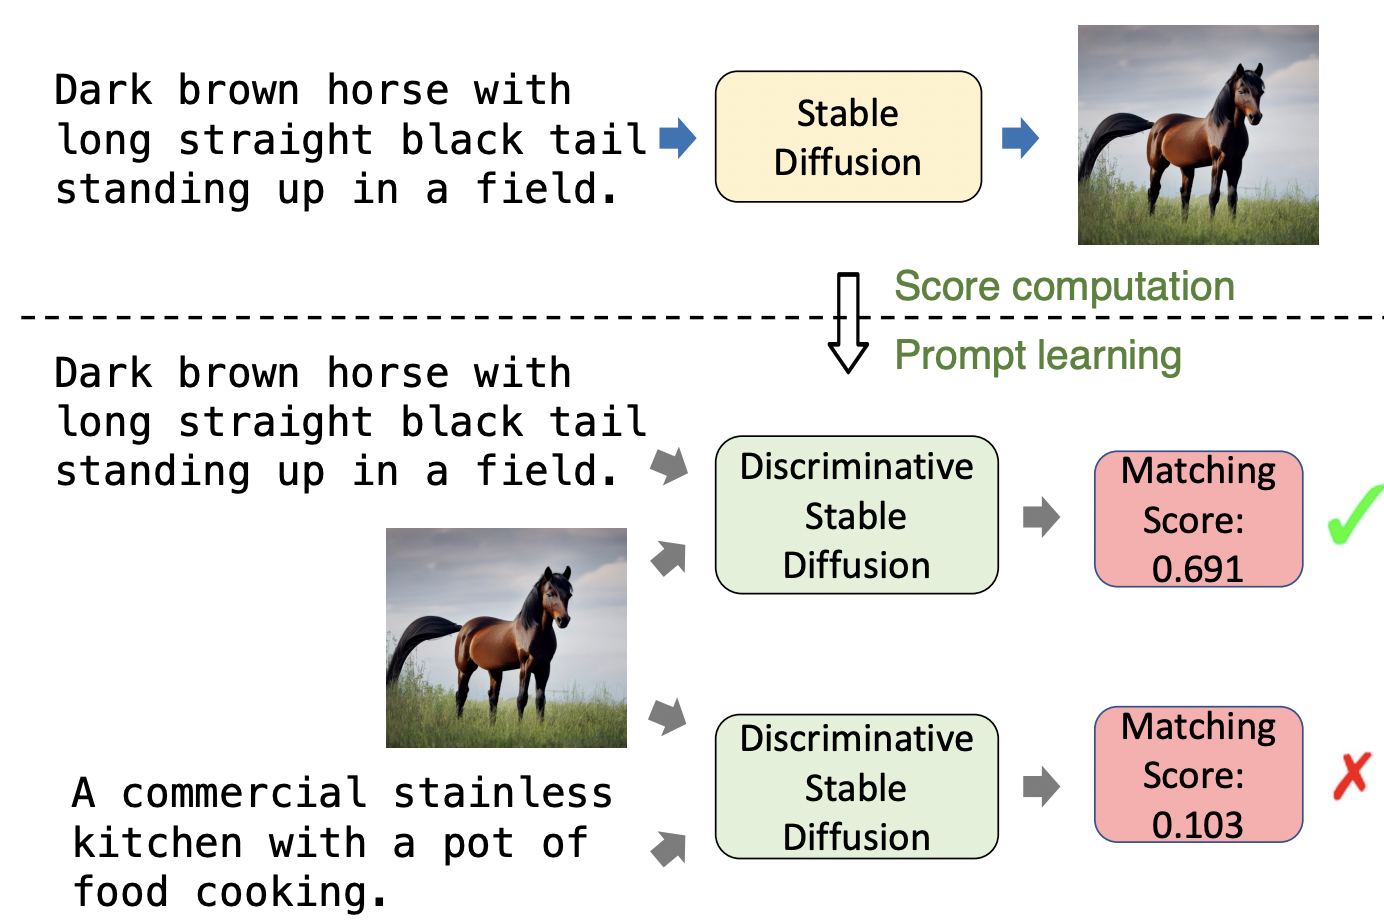 Dark brown horse with
long straight black tail
standing up in a field.
Stable
Diffusion
Score computation
Prompt learning
Dark brown horse with
long straight black tail
standing up in a field.
Discriminative
Stable
Diffusion
Matching
Score:
0.691
A commercial stainless
kitchen with a pot of
food cooking.
Discriminative
Stable
Diffusion
Matching
Score:
0.103